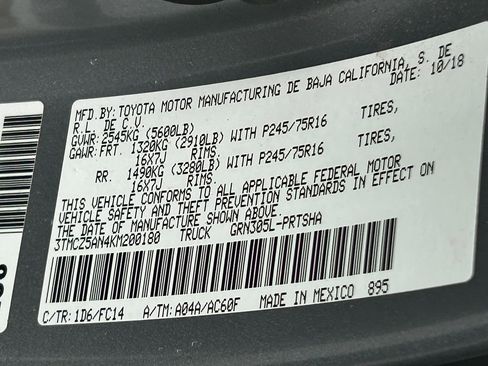 MFD.BY: TOYOTA MOTOR MANUFACTURING DE BAJA CALIFORNIA, S. DE
R.L. DE C.V. DATE: 10/18
GVWR: 2545KG (5600LB)
GAWR: FRT. 1320KG (2910LB) WITH P245/75R16 TIRES,
16X7J RIMS,
RR. 1490KG (3280LB) WITH P245/75R16 TIRES,
16X7J RIMS.
THIS VEHICLE CONFORMS TO ALL APPLICABLE FEDERAL MOTOR
VEHICLE SAFETY AND THEFT PREVENTION STANDARDS IN EFFECT ON
THE DATE OF MANUFACTURE SHOWN ABOVE.
3TMCZ5AN4KM200180 TRUCK GRN305L-PRTSHA
C/TR: 1D6/FC14 A/TM: A04A/AC60F MADE IN MEXICO 895